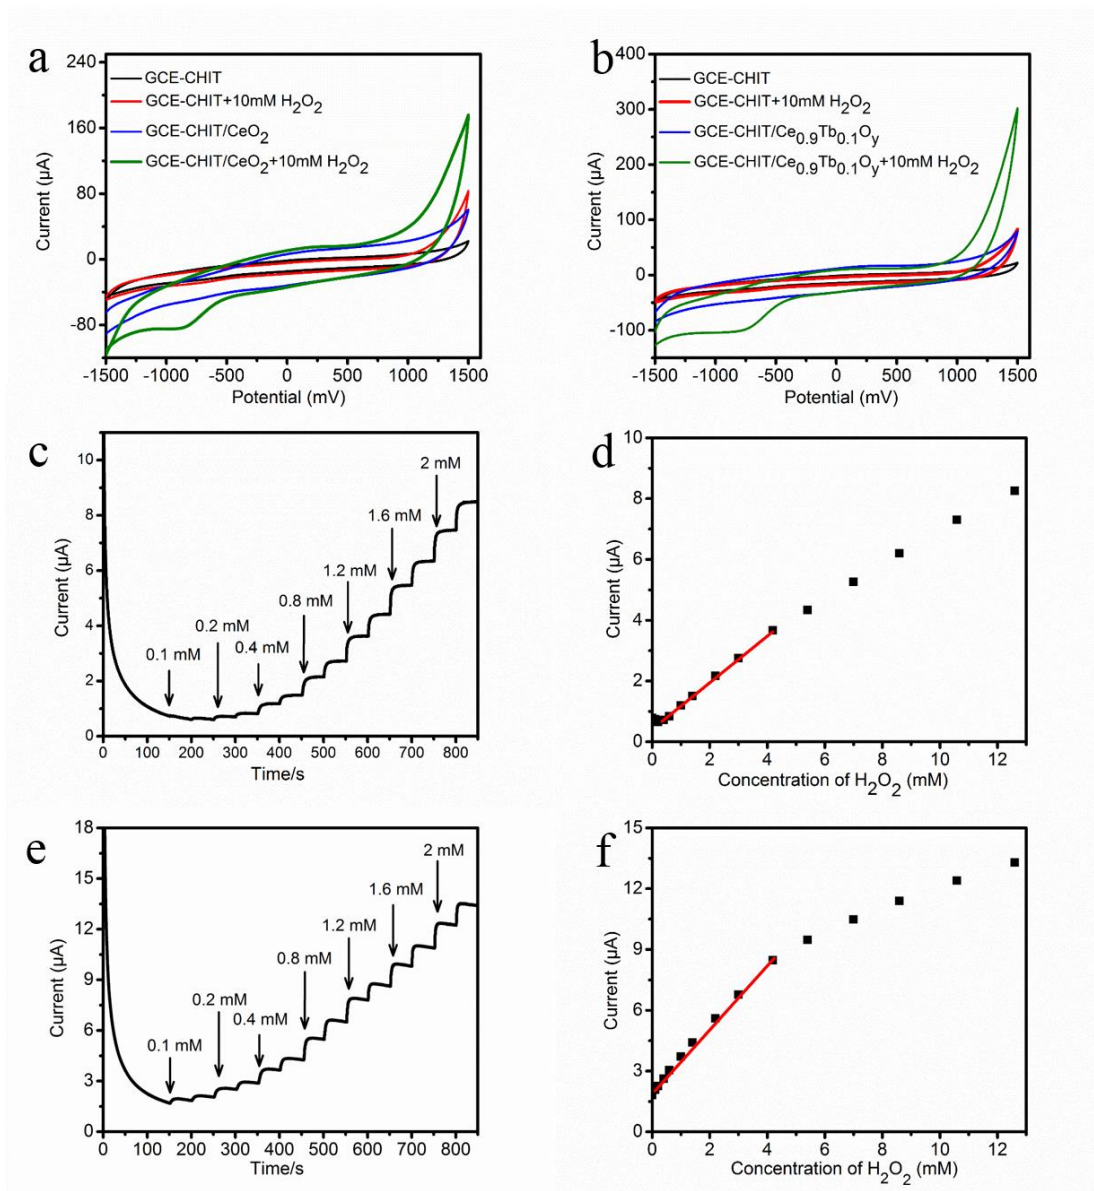 a
240
160
80
0
-80
Current (µA)
GCE-CHIT
GCE-CHIT+10mM H2O2
GCE-CHIT/CeO2
GCE-CHIT/CeO2+10mM H2O2
-1500 -1000 -500 0 500 1000 1500
Potential (mV)
b
400
300
200
100
0
-100
Current (µA)
GCE-CHIT
GCE-CHIT+10mM H2O2
GCE-CHIT/Ce0.9Tb0.1Oy
GCE-CHIT/Ce0.9Tb0.1Oy+10mM H2O2
-1500 -1000 -500 0 500 1000 1500
Potential (mV)
c
10
8
6
4
2
0
Current (µA)
2 mM
1.6 mM
1.2 mM
0.8 mM
0.2 mM
0.4 mM
0.1 mM
0 100 200 300 400 500 600 700 800
Time/s
d
10
8
6
4
2
0
Current (µA)
0 2 4 6 8 10 12
Concentration of H2O2 (mM)
e
18
15
12
9
6
3
0
Current (µA)
2 mM
1.6 mM
1.2 mM
0.8 mM
0.2 mM
0.4 mM
0.1 mM
0 100 200 300 400 500 600 700 800
Time/s
f
15
12
9
6
3
0
Current (µA)
0 2 4 6 8 10 12
Concentration of H2O2 (mM)